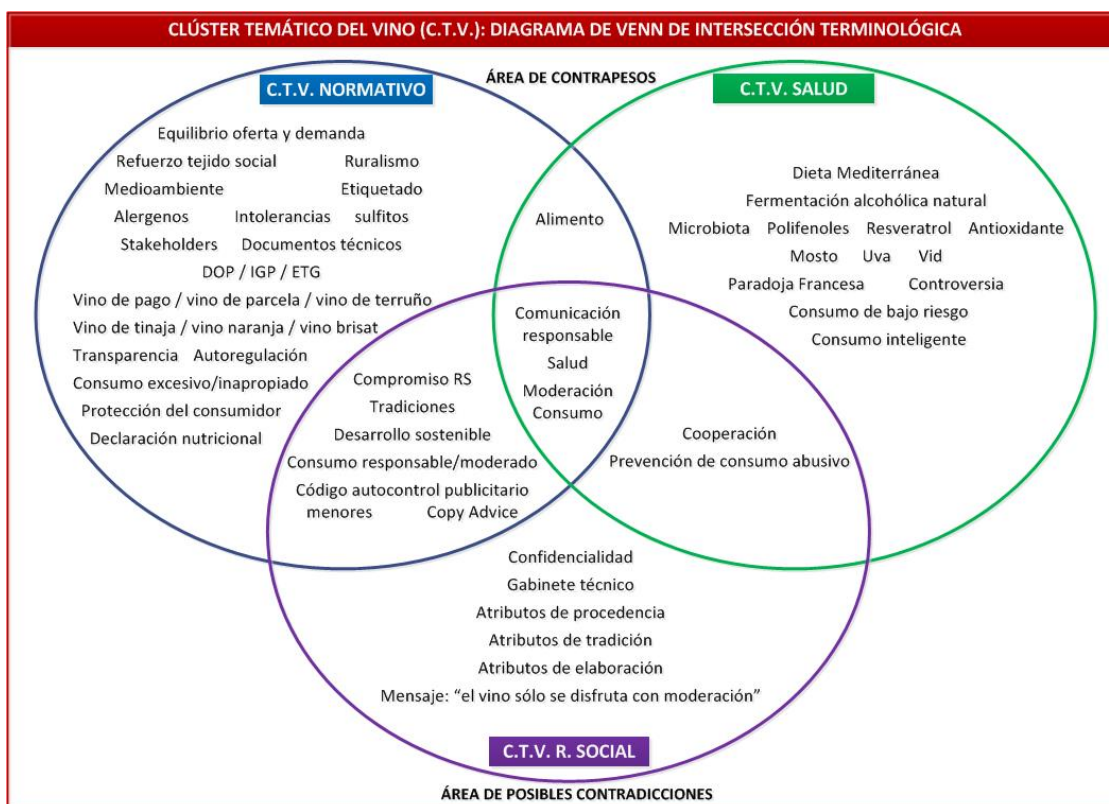 CLÚSTER TEMÁTICO DEL VINO (C.T.V.): DIAGRAMA DE VENN DE INTERSECCIÓN TERMINOLÓGICA
ÁREA DE CONTRAPESOS
C.T.V. NORMATIVO
Equilibrio oferta y demanda
Refuerzo tejido social Ruralismo
Medioambiente Etiquetado
Alergenos Intolerancias sulfitos
Stakeholders Documentos técnicos
DOP / IGP / ETG
Vino de pago / vino de parcela / vino de terruño
Vino de tinaja / vino naranja / vino brisat
Transparencia Autoregulación
Consumo excesivo/inapropiado
Protección del consumidor
Declaración nutricional
C.T.V. SALUD
Dieta Mediterránea
Fermentación alcohólica natural
Microbiota Polifenoles Resveratrol Antioxidante
Mosto Uva Vid
Paradoja Francesa Controversia
Consumo de bajo riesgo
Consumo inteligente
Alimento
Comunicación
responsable
Salud
Moderación
Consumo
Compromiso RS
Tradiciones
Desarrollo sostenible
Consumo responsable/moderado
Código autocontrol publicitario
menores Copy Advice
Cooperación
Prevención de consumo abusivo
Confidencialidad
Gabinete técnico
Atributos de procedencia
Atributos de tradición
Atributos de elaboración
Mensaje: “el vino sólo se disfruta con moderación”
C.T.V. R. SOCIAL
ÁREA DE POSIBLES CONTRADICCIONES